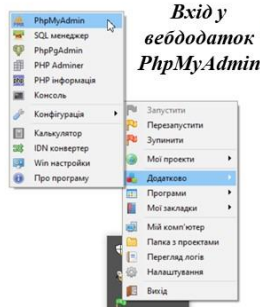 Вхід у
вебдодаток
PhpMyAdmin
PhpMyAdmin
SQL менеджер
PhpPgAdmin
PHP Adminer
PHP інформація
Консоль
Конфігурація
Калькулятор
IDN конвертер
Win настройки
Про програму
Запустити
Перезапустити
Зупинити
Мої проекти
Додатково
Програми
Мої закладки
Мій комп'ютер
Папка з проектами
Перегляд логів
Налаштування
Вихід